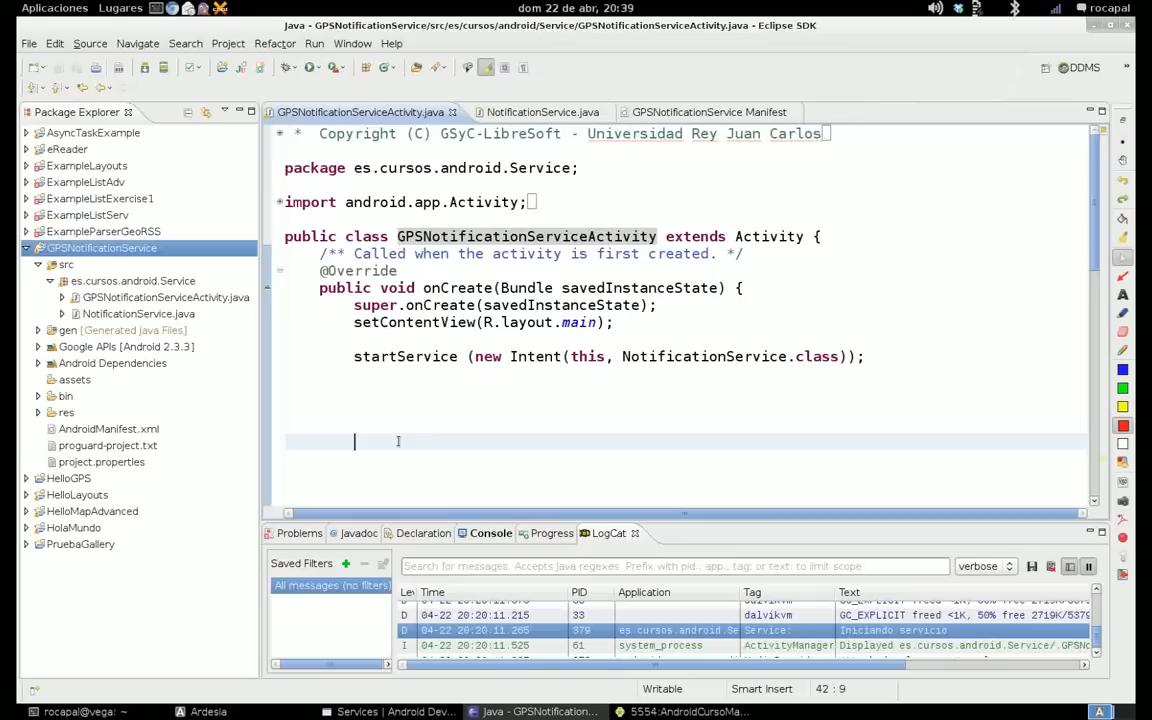 Aplicaciones Lugares dom 22 de abr, 20:39 rocapal
Java - GPSNotificationService/src/es/cursos/android/Service/GPSNotificationServiceActivity.java - Eclipse SDK
File Edit Source Navigate Search Project Refactor Run Window Help
DDMS
Package Explorer GPSNotificationServiceActivity.java NotificationService.java GPSNotificationService Manifest
AsyncTaskExample
eReader
ExampleLayouts
ExampleListAdv
ExampleListExercise1
ExampleListServ
ExampleParserGeoRSS
GPSNotificationService
src
es.cursos.android.Service
GPSNotificationServiceActivity.java
NotificationService.java
gen [Generated Java Files]
Google APIs [Android 2.3.3]
Android Dependencies
assets
bin
res
AndroidManifest.xml
proguard-project.txt
project.properties
HelloGPS
HelloLayouts
HelloMapAdvanced
HolaMundo
PruebaGallery
* Copyright (C) GSyC-LibreSoft - Universidad Rey Juan Carlos
package es.cursos.android.Service;
import android.app.Activity;
public class GPSNotificationServiceActivity extends Activity {
/** Called when the activity is first created. */
@Override
public void onCreate(Bundle savedInstanceState) {
super.onCreate(savedInstanceState);
setContentView(R.layout.main);
startService (new Intent(this, NotificationService.class));
Problems Javadoc Declaration Console Progress LogCat
Saved Filters
All messages (no filters)
Search for messages. Accepts Java regexes. Prefix with pid:, app:, tag: or text: to limit scope verbose
Time PID Application Tag Text
D 04-22 20:20:11.215 33 dalvikvm GC_EXPLICIT freed <1K, 50% free 2719K/5379
D 04-22 20:20:11.265 379 es.cursos.android.Se Service: Iniciando servicio
I 04-22 20:20:11.525 61 system_process ActivityManager Displayed es.cursos.android.Service/.GPSNo
Writable Smart Insert 42 : 9
rocapal@vega: ~ Ardesia Services | Android Dev... Java - GPSNotification... 5554:AndroidCursoMa...